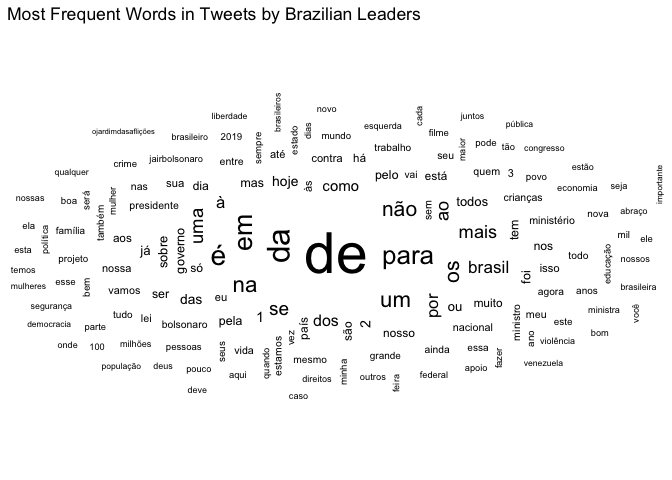 Most Frequent Words in Tweets by Brazilian Leaders
brasileiros
novo
cada
liberdade
juntos
ojardimdasaflições
brasileiro
2019
sempre
estado
dias
mundo
esquerda
filme
maior
pública
pode
tão
congresso
crime
jairbolsonaro
entre
até
contra
há
trabalho
seu
qualquer
nas
sua
dia
mas
hoje
às
como
pelo
vai
está
quem
3
povo
estão
economia
seja
importante
nossas
boa
será
mulher
presidente
à
não
sem
ao
todos
crianças
ela
política
família
também
aos
uma
em
da
de
para
mais
tem
ministério
nova
abraço
mil
ele
esta
projeto
já
sobre
governo
é
só
os
brasil
foi
nos
isso
todo
educação
nossos
temos
mulheres
esse
bem
nossa
vamos
ser
das
na
um
por
ou
muito
agora
anos
brasileira
segurança
eu
1
se
dos
são
2
nosso
nacional
ministro
meu
este
ministra
você
democracia
parte
tudo
lei
bolsonaro
pela
vez
país
ano
violência
bom
onde
100
milhões
pessoas
seus
vida
quando
estamos
mesmo
minha
grande
ainda
essa
fazer
população
deus
pouco
aqui
direitos
outros
feira
federal
apoio
venezuela
deve
caso